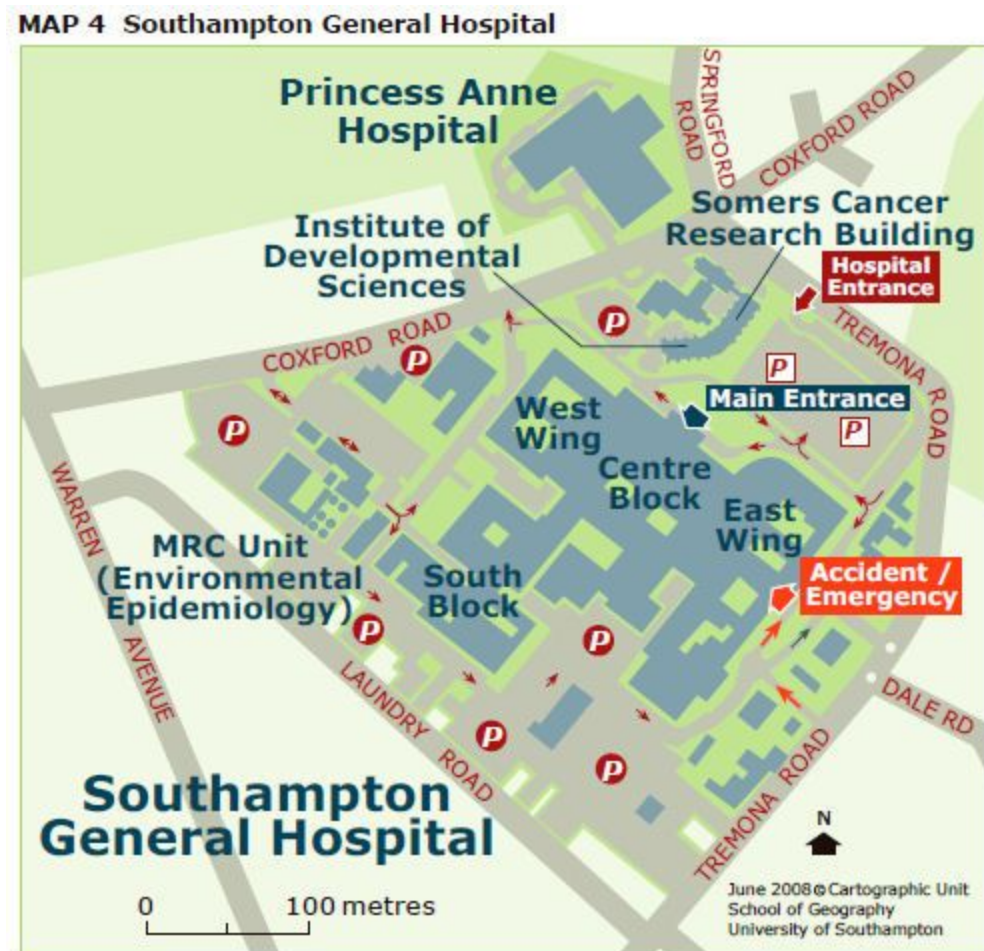 MAP 4 Southampton General Hospital
Princess Anne
Hospital
SPRINGFORD
ROAD
COXFORD ROAD
Institute of
Developmental
Sciences
Somers Cancer
Research Building
Hospital
Entrance
COXFORD ROAD
P
P
P
TREMONA ROAD
Main Entrance
P
P
West
Wing
Centre
Block
East
Wing
WARREN
AVENUE
MRC Unit
(Environmental
Epidemiology)
South
Block
Accident /
Emergency
P
P
LAUNDRY ROAD
DALE RD
P
P
TREMONA ROAD
Southampton
General Hospital
N
0 100 metres
June 2008 © Cartographic Unit
School of Geography
University of Southampton